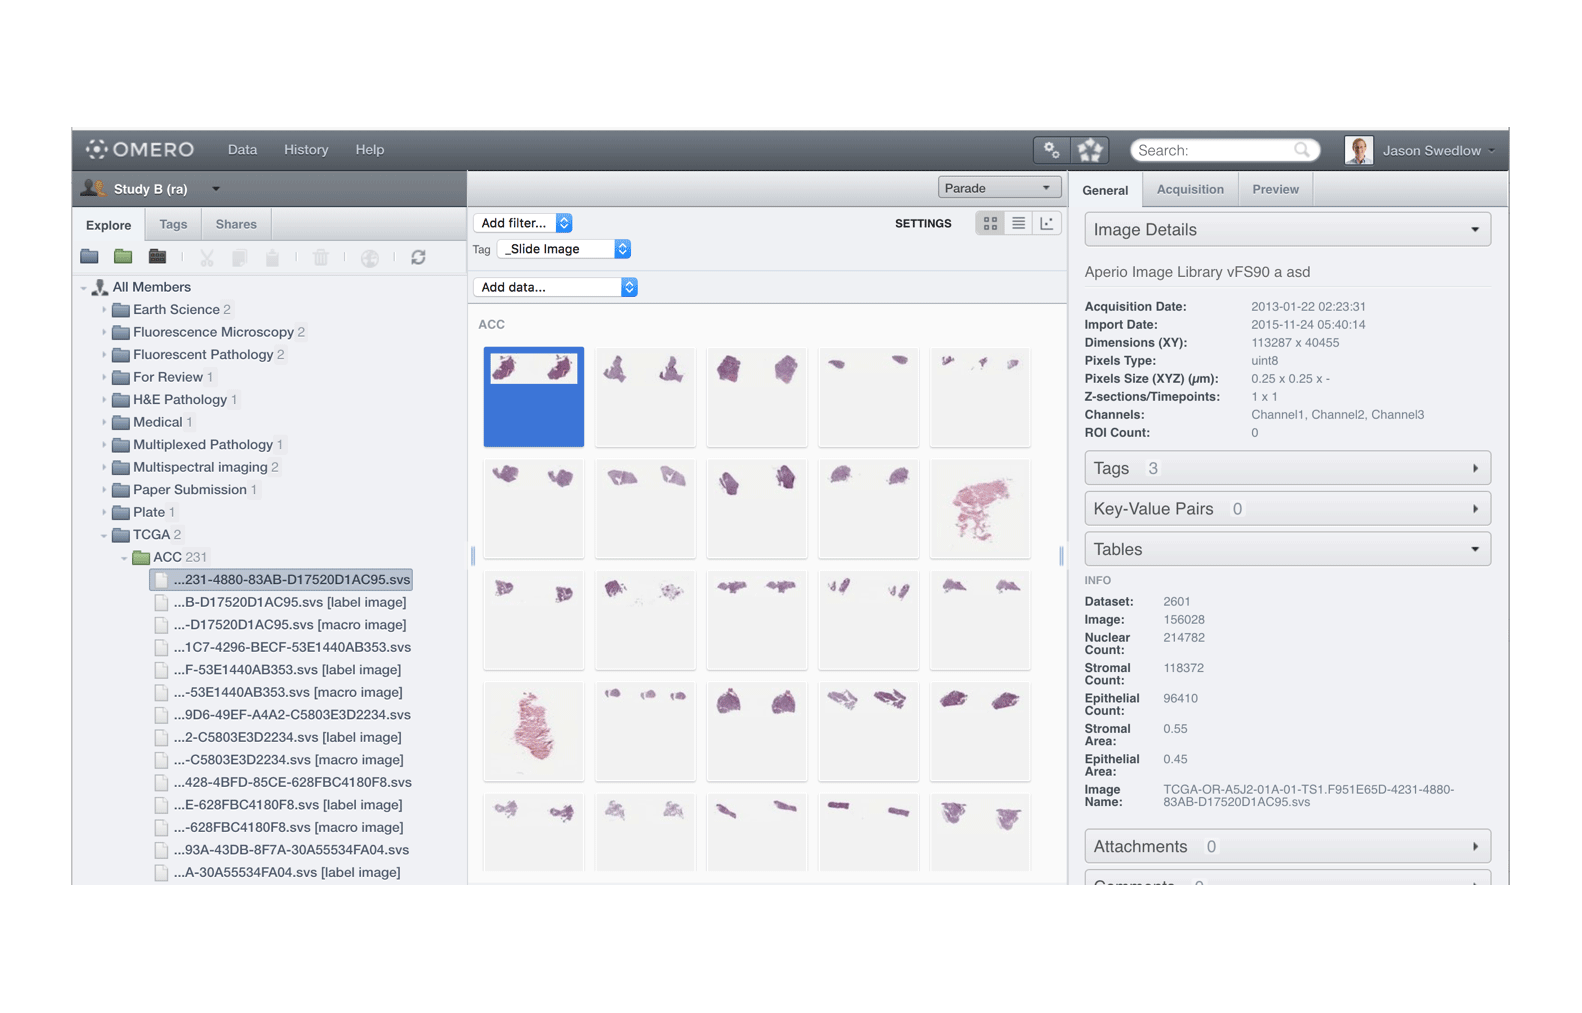 OMERO Data History Help Search: Jason Swedlow
Study B (ra)
Parade
Explore Tags Shares
All Members
Earth Science 2
Fluorescence Microscopy 2
Fluorescent Pathology 2
For Review 1
H&E Pathology 1
Medical 1
Multiplexed Pathology 1
Multispectral imaging 2
Paper Submission 1
Plate 1
TCGA 2
ACC 231
...231-4880-83AB-D17520D1AC95.svs
...B-D17520D1AC95.svs [label image]
...-D17520D1AC95.svs [macro image]
...1C7-4296-BECF-53E1440AB353.svs
...F-53E1440AB353.svs [label image]
...-53E1440AB353.svs [macro image]
...9D6-49EF-A4A2-C5803E3D2234.svs
...2-C5803E3D2234.svs [label image]
...-C5803E3D2234.svs [macro image]
...428-4BFD-85CE-628FBC4180F8.svs
...E-628FBC4180F8.svs [label image]
...-628FBC4180F8.svs [macro image]
...93A-43DB-8F7A-30A55534FA04.svs
...A-30A55534FA04.svs [label image]
Add filter... SETTINGS
Tag _Slide Image
Add data...
ACC
General Acquisition Preview
Image Details
Aperio Image Library vFS90 a asd
Acquisition Date: 2013-01-22 02:23:31
Import Date: 2015-11-24 05:40:14
Dimensions (XY): 113287 x 40455
Pixels Type: uint8
Pixels Size (XYZ) (µm): 0.25 x 0.25 x -
Z-sections/Timepoints: 1 x 1
Channels: Channel1, Channel2, Channel3
ROI Count: 0
Tags 3
Key-Value Pairs 0
Tables
INFO
Dataset: 2601
Image: 156028
Nuclear 214782
Count:
Stromal 118372
Count:
Epithelial 96410
Count:
Stromal 0.55
Area:
Epithelial 0.45
Area:
Image TCGA-OR-A5J2-01A-01-TS1.F951E65D-4231-4880-
Name: 83AB-D17520D1AC95.svs
Attachments 0
Comments 0